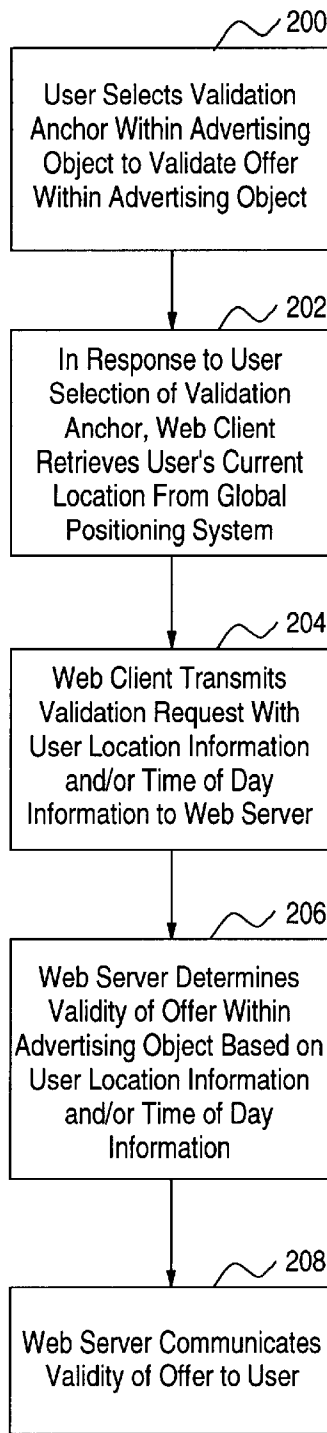 200
User Selects Validation
Anchor Within Advertising
Object to Validate Offer
Within Advertising Object
202
In Response to User
Selection of Validation
Anchor, Web Client
Retrieves User's Current
Location From Global
Positioning System
204
Web Client Transmits
Validation Request With
User Location Information
and/or Time of Day
Information to Web Server
206
Web Server Determines
Validity of Offer Within
Advertising Object Based on
User Location Information
and/or Time of Day
Information
208
Web Server Communicates
Validity of Offer to User